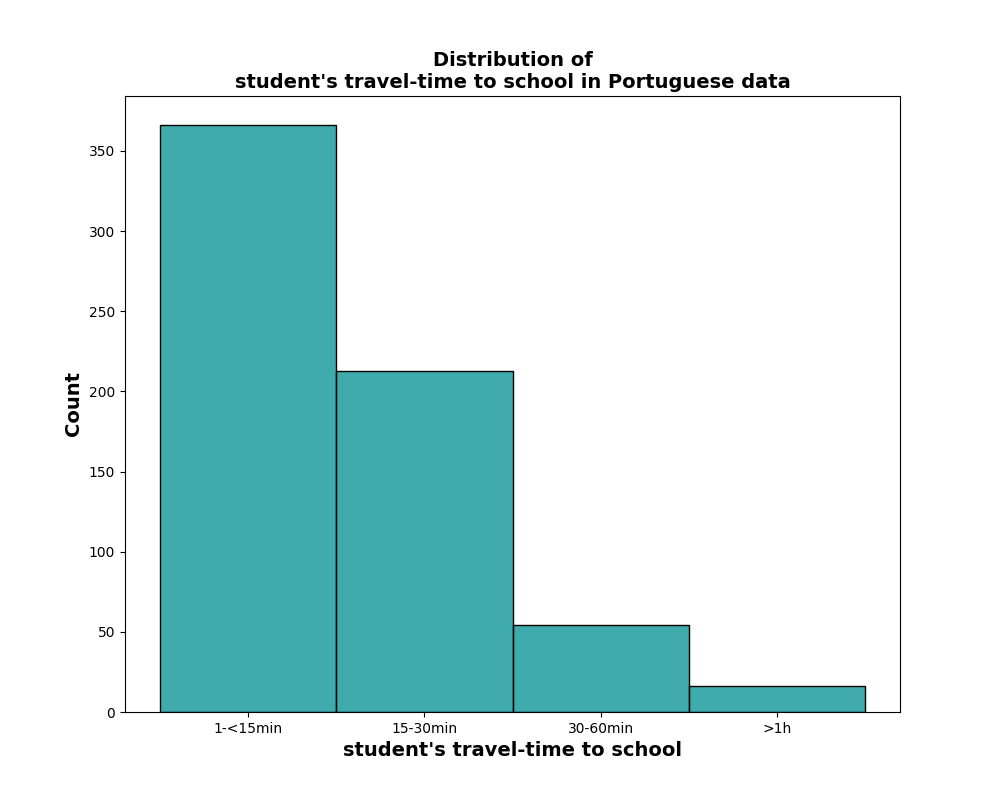 Distribution of
student's travel-time to school in Portuguese data
Count
350
300
250
200
150
100
50
0
1-<15min 15-30min 30-60min >1h
student's travel-time to school